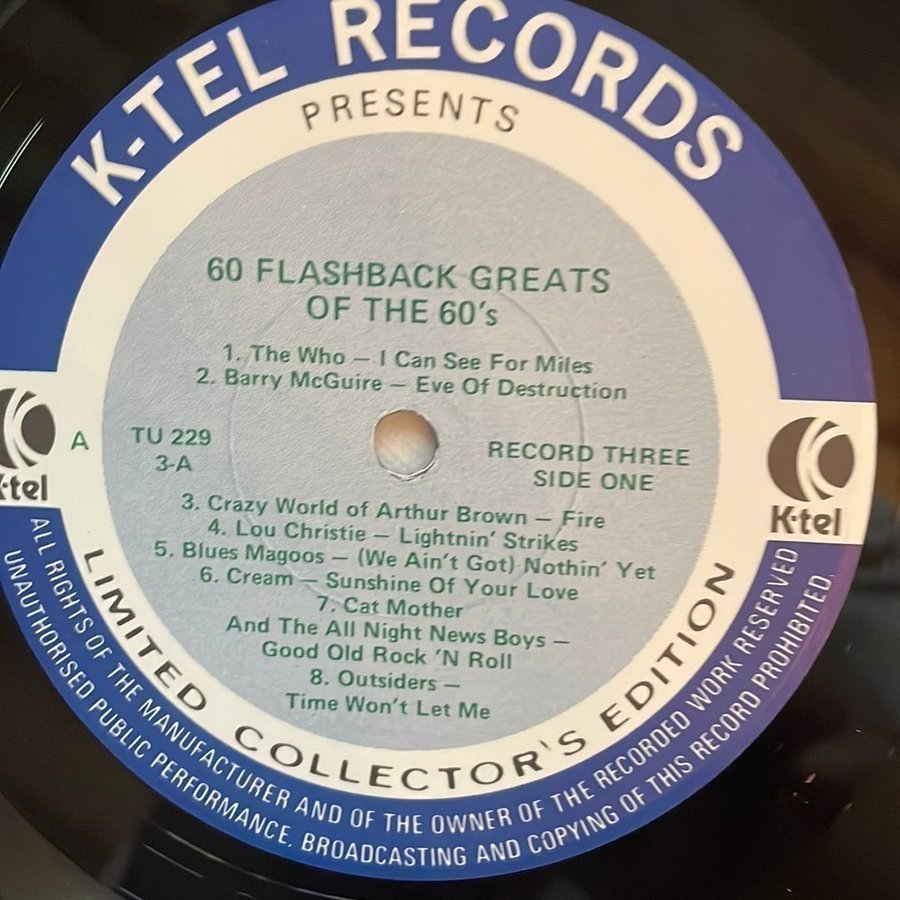 K-TEL RECORDS
PRESENTS
60 FLASHBACK GREATS
OF THE 60's
1. The Who — I Can See For Miles
2. Barry McGuire — Eve Of Destruction
A
TU 229
3-A
RECORD THREE
SIDE ONE
K-tel
K-tel
3. Crazy World of Arthur Brown — Fire
4. Lou Christie — Lightnin' Strikes
5. Blues Magoos — (We Ain't Got) Nothin' Yet
6. Cream — Sunshine Of Your Love
7. Cat Mother
And The All Night News Boys —
Good Old Rock 'N Roll
8. Outsiders —
Time Won't Let Me
LIMITED COLLECTOR'S EDITION
ALL RIGHTS OF THE MANUFACTURER AND OF THE OWNER OF THE RECORDED WORK RESERVED
UNAUTHORISED PUBLIC PERFORMANCE, BROADCASTING AND COPYING OF THIS RECORD PROHIBITED.